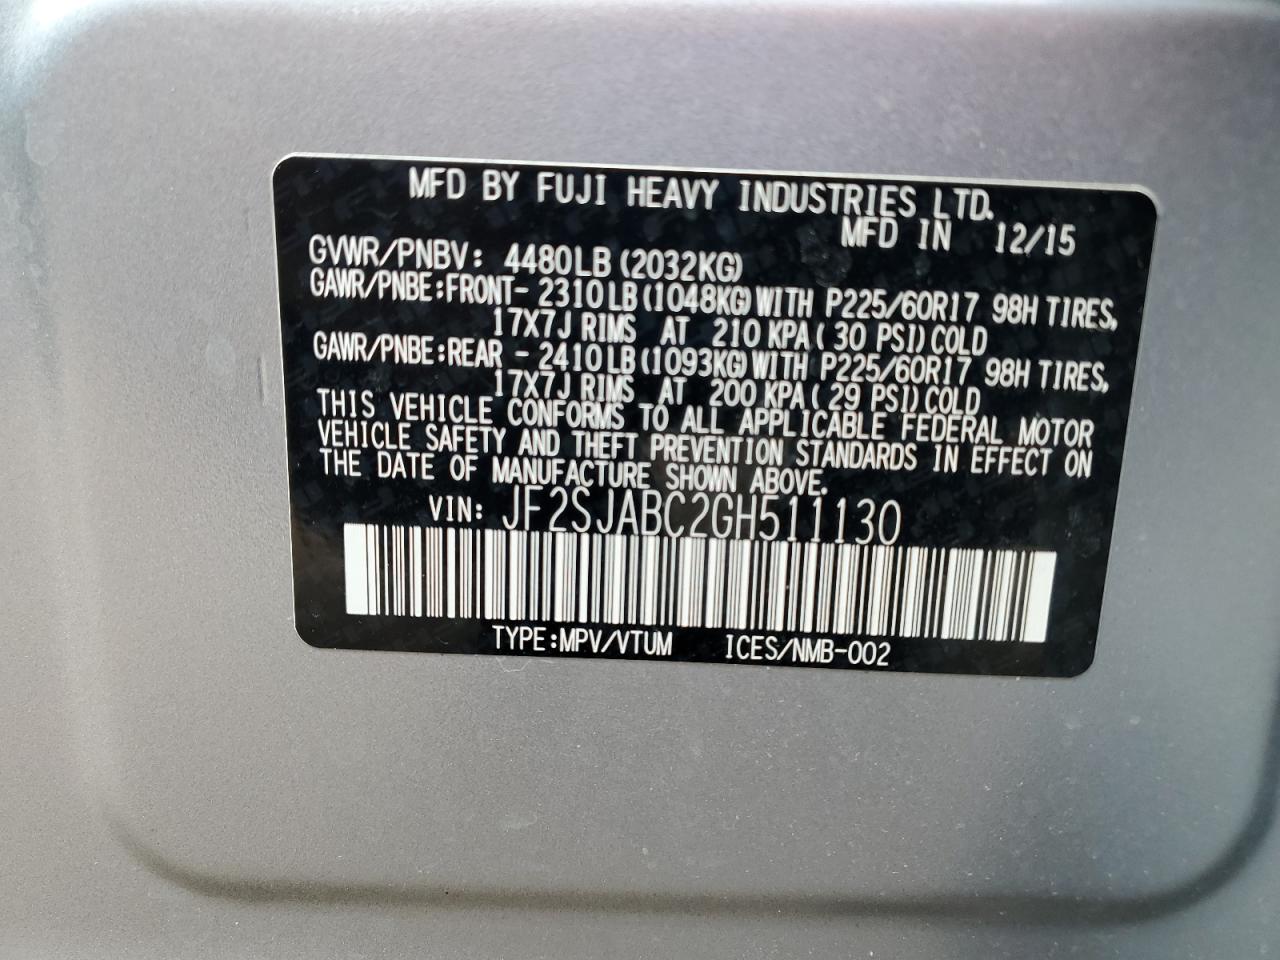 MFD BY FUJI HEAVY INDUSTRIES LTD.
MFD IN 12/15
GVWR/PNBV: 4480LB (2032KG)
GAWR/PNBE:FRONT- 2310LB(1048KG)WITH P225/60R17 98H TIRES,
17X7J RIMS AT 210 KPA( 30 PSI)COLD
GAWR/PNBE:REAR - 2410LB(1093KG)WITH P225/60R17 98H TIRES,
17X7J RIMS AT 200 KPA( 29 PSI)COLD
THIS VEHICLE CONFORMS TO ALL APPLICABLE FEDERAL MOTOR
VEHICLE SAFETY AND THEFT PREVENTION STANDARDS IN EFFECT ON
THE DATE OF MANUFACTURE SHOWN ABOVE.
VIN: JF2SJABC2GH511130
TYPE:MPV/VTUM ICES/NMB-002